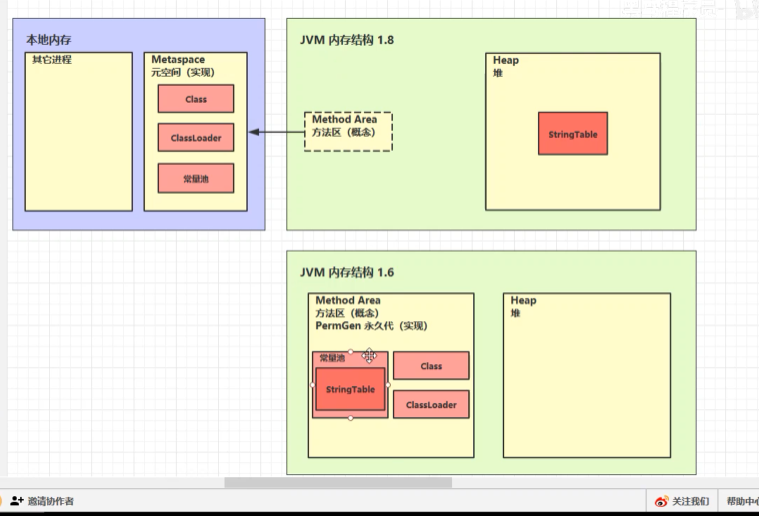 本地内存
其它进程
Metaspace
元空间（实现）
Class
ClassLoader
常量池
JVM 内存结构 1.8
Method Area
方法区（概念）
Heap
堆
StringTable
JVM 内存结构 1.6
Method Area
方法区（概念）
PermGen 永久代（实现）
常量池
StringTable
Class
ClassLoader
Heap
堆
邀请协作者
关注我们
帮助中心